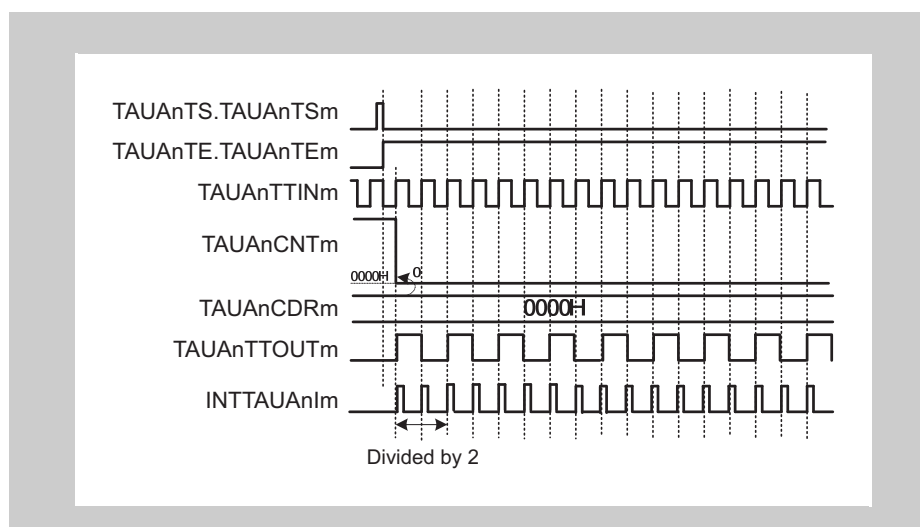 TAUAnTS.TAUAnTSm
TAUAnTE.TAUAnTEm
TAUAnTTINm
TAUAnCNTm
0000H
0
TAUAnCDRm
0000H
TAUAnTTOUTm
INTTAUAnIm
Divided by 2